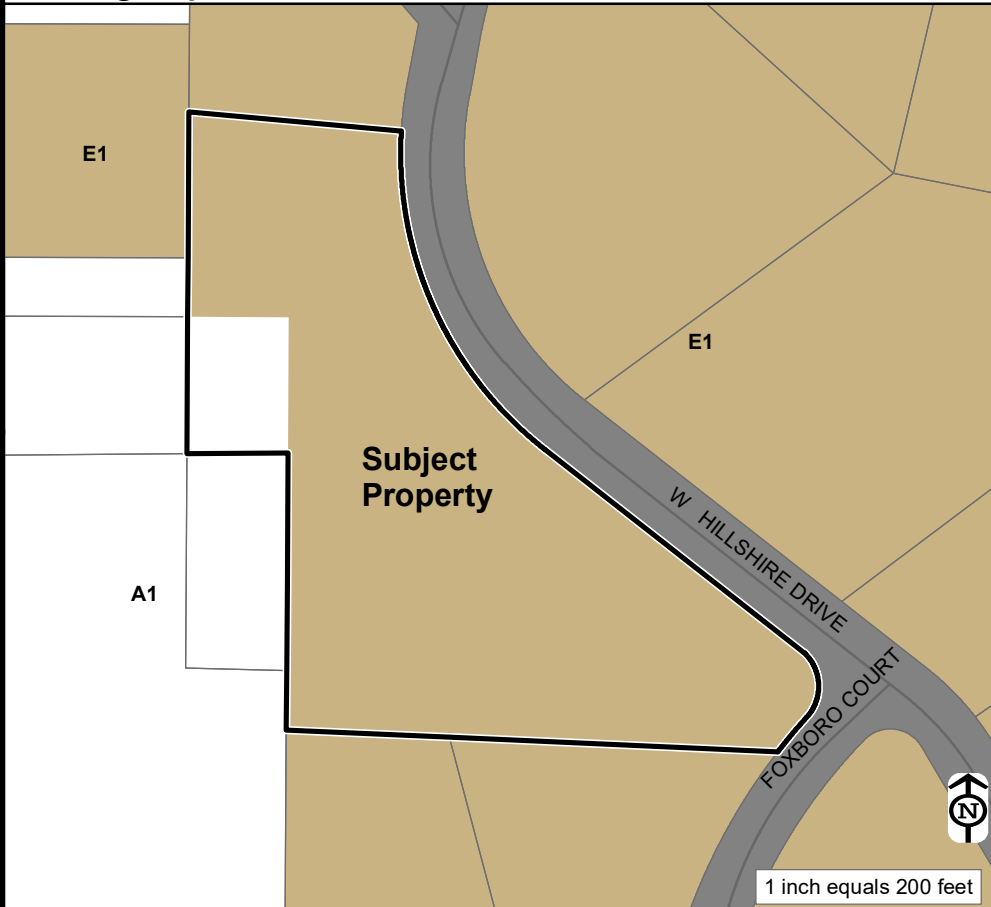 E1
E1
Subject
Property
W HILLSHIRE DRIVE
A1
FOXBORO COURT
N
1 inch equals 200 feet